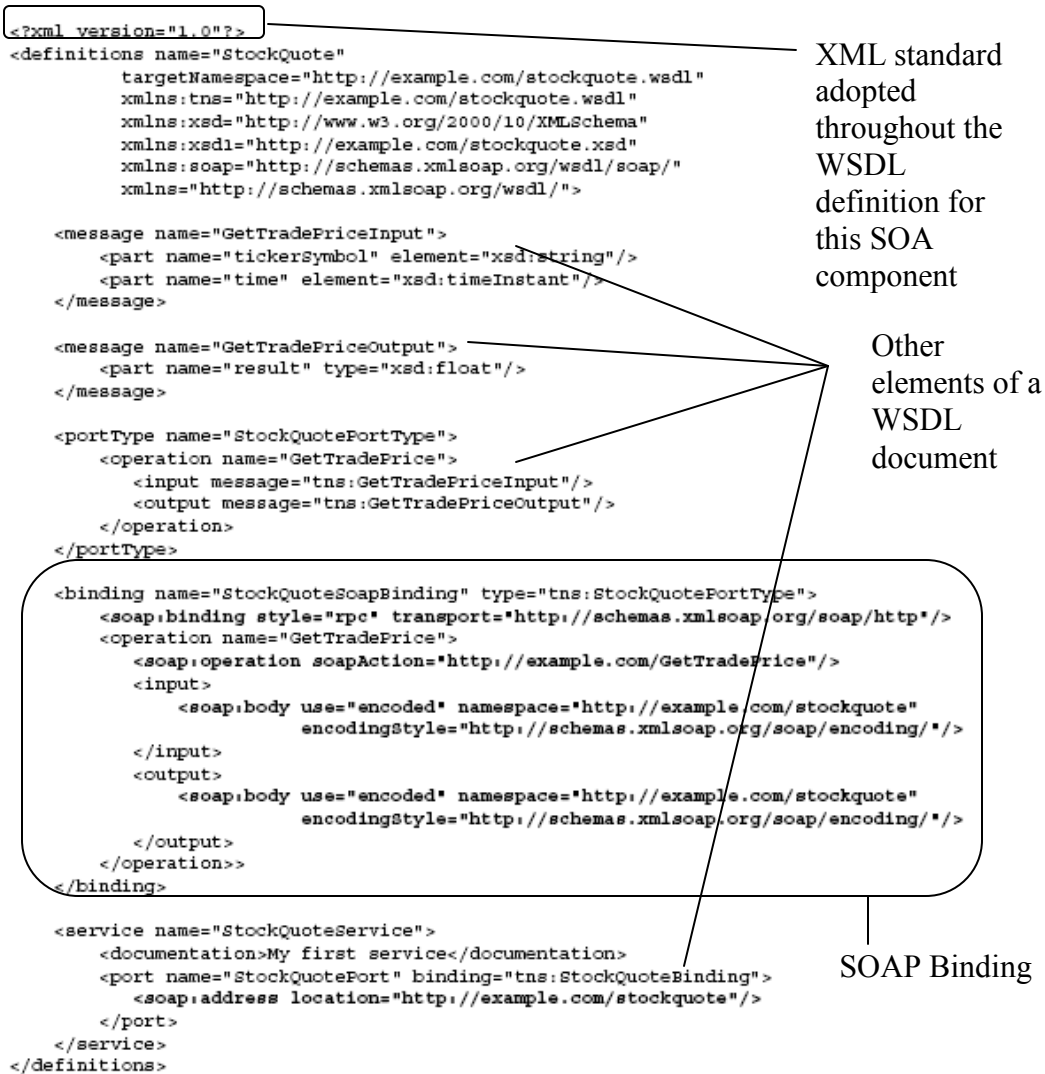 <?xml version="1.0"?>
<definitions name="StockQuote"
targetNamespace="http://example.com/stockquote.wsdl"
xmlns:tns="http://example.com/stockquote.wsdl"
xmlns:xsd="http://www.w3.org/2000/10/XMLSchema"
xmlns:xsd1="http://example.com/stockquote.xsd"
xmlns:soap="http://schemas.xmlsoap.org/wsdl/soap/"
xmlns="http://schemas.xmlsoap.org/wsdl/">
<message name="GetTradePriceInput">
<part name="tickerSymbol" element="xsd:string"/>
<part name="time" element="xsd:timeInstant"/>
</message>
<message name="GetTradePriceOutput">
<part name="result" type="xsd:float"/>
</message>
<portType name="StockQuotePortType">
<operation name="GetTradePrice">
<input message="tns:GetTradePriceInput"/>
<output message="tns:GetTradePriceOutput"/>
</operation>
</portType>
<binding name="StockQuoteSoapBinding" type="tns:StockQuotePortType">
<soap:binding style="rpc" transport="http://schemas.xmlsoap.org/soap/http"/>
<operation name="GetTradePrice">
<soap:operation soapAction="http://example.com/GetTradePrice"/>
<input>
<soap:body use="encoded" namespace="http://example.com/stockquote"
encodingStyle="http://schemas.xmlsoap.org/soap/encoding/"/>
</input>
<output>
<soap:body use="encoded" namespace="http://example.com/stockquote"
encodingStyle="http://schemas.xmlsoap.org/soap/encoding/"/>
</output>
</operation>>
</binding>
<service name="StockQuoteService">
<documentation>My first service</documentation>
<port name="StockQuotePort" binding="tns:StockQuoteBinding">
<soap:address location="http://example.com/stockquote"/>
</port>
</service>
</definitions>
XML standard
adopted
throughout the
WSDL
definition for
this SOA
component
Other
elements of a
WSDL
document
SOAP Binding